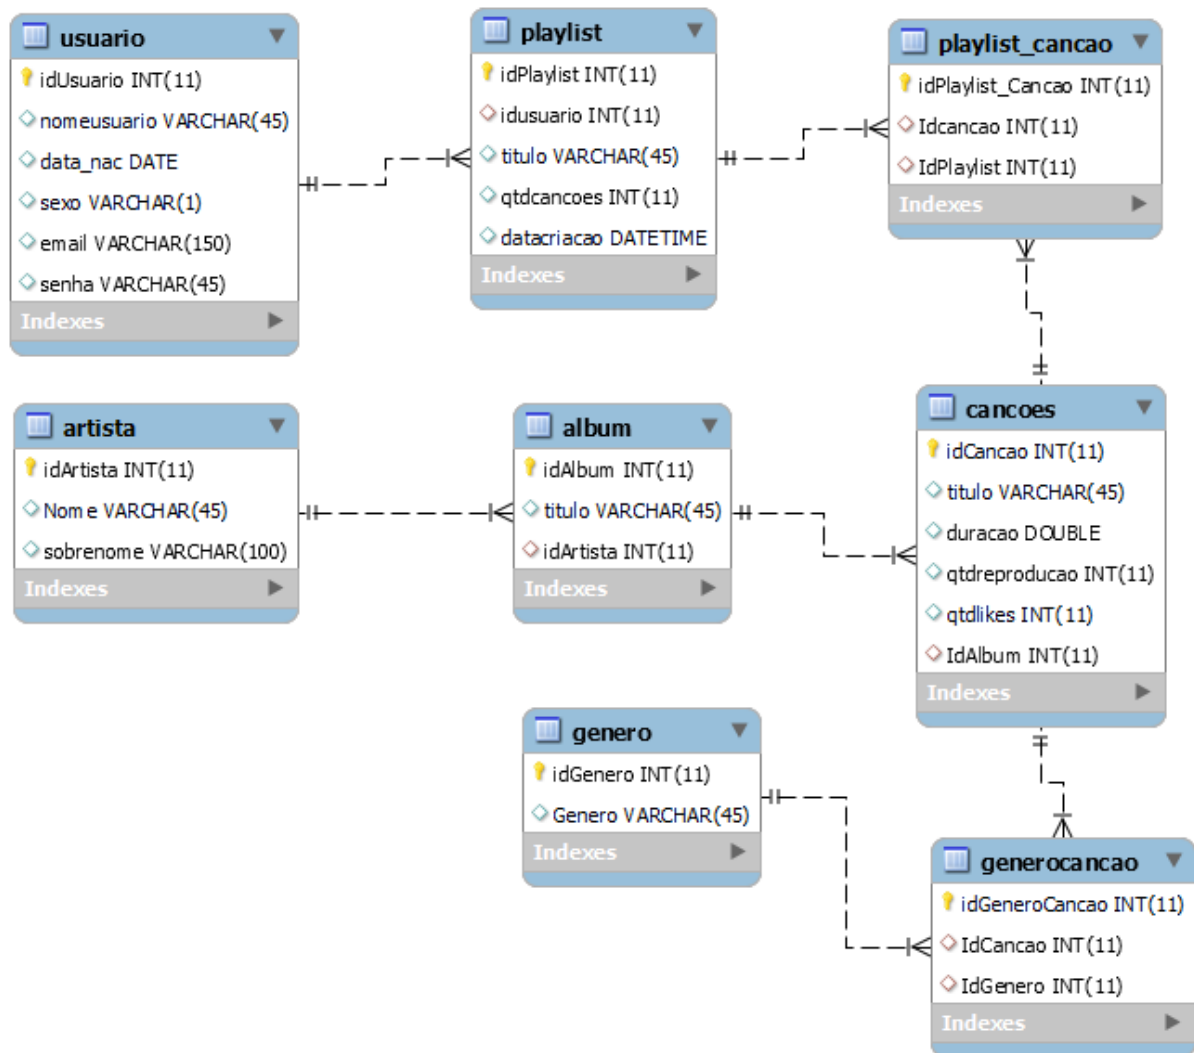 usuario
idUsuario INT(11)
nomeusuario VARCHAR(45)
data_nac DATE
sexo VARCHAR(1)
email VARCHAR(150)
senha VARCHAR(45)
Indexes
playlist
idPlaylist INT(11)
idusuario INT(11)
titulo VARCHAR(45)
qtdcancoes INT(11)
datacriacao DATETIME
Indexes
playlist_cancao
idPlaylist_Cancao INT(11)
Idcancao INT(11)
IdPlaylist INT(11)
Indexes
artista
idArtista INT(11)
Nome VARCHAR(45)
sobrenome VARCHAR(100)
Indexes
album
idAlbum INT(11)
titulo VARCHAR(45)
idArtista INT(11)
Indexes
cancoes
idCancao INT(11)
titulo VARCHAR(45)
duracao DOUBLE
qtdreproducao INT(11)
qtdlikes INT(11)
IdAlbum INT(11)
Indexes
genero
idGenero INT(11)
Genero VARCHAR(45)
Indexes
generocancao
idGeneroCancao INT(11)
IdCancao INT(11)
IdGenero INT(11)
Indexes